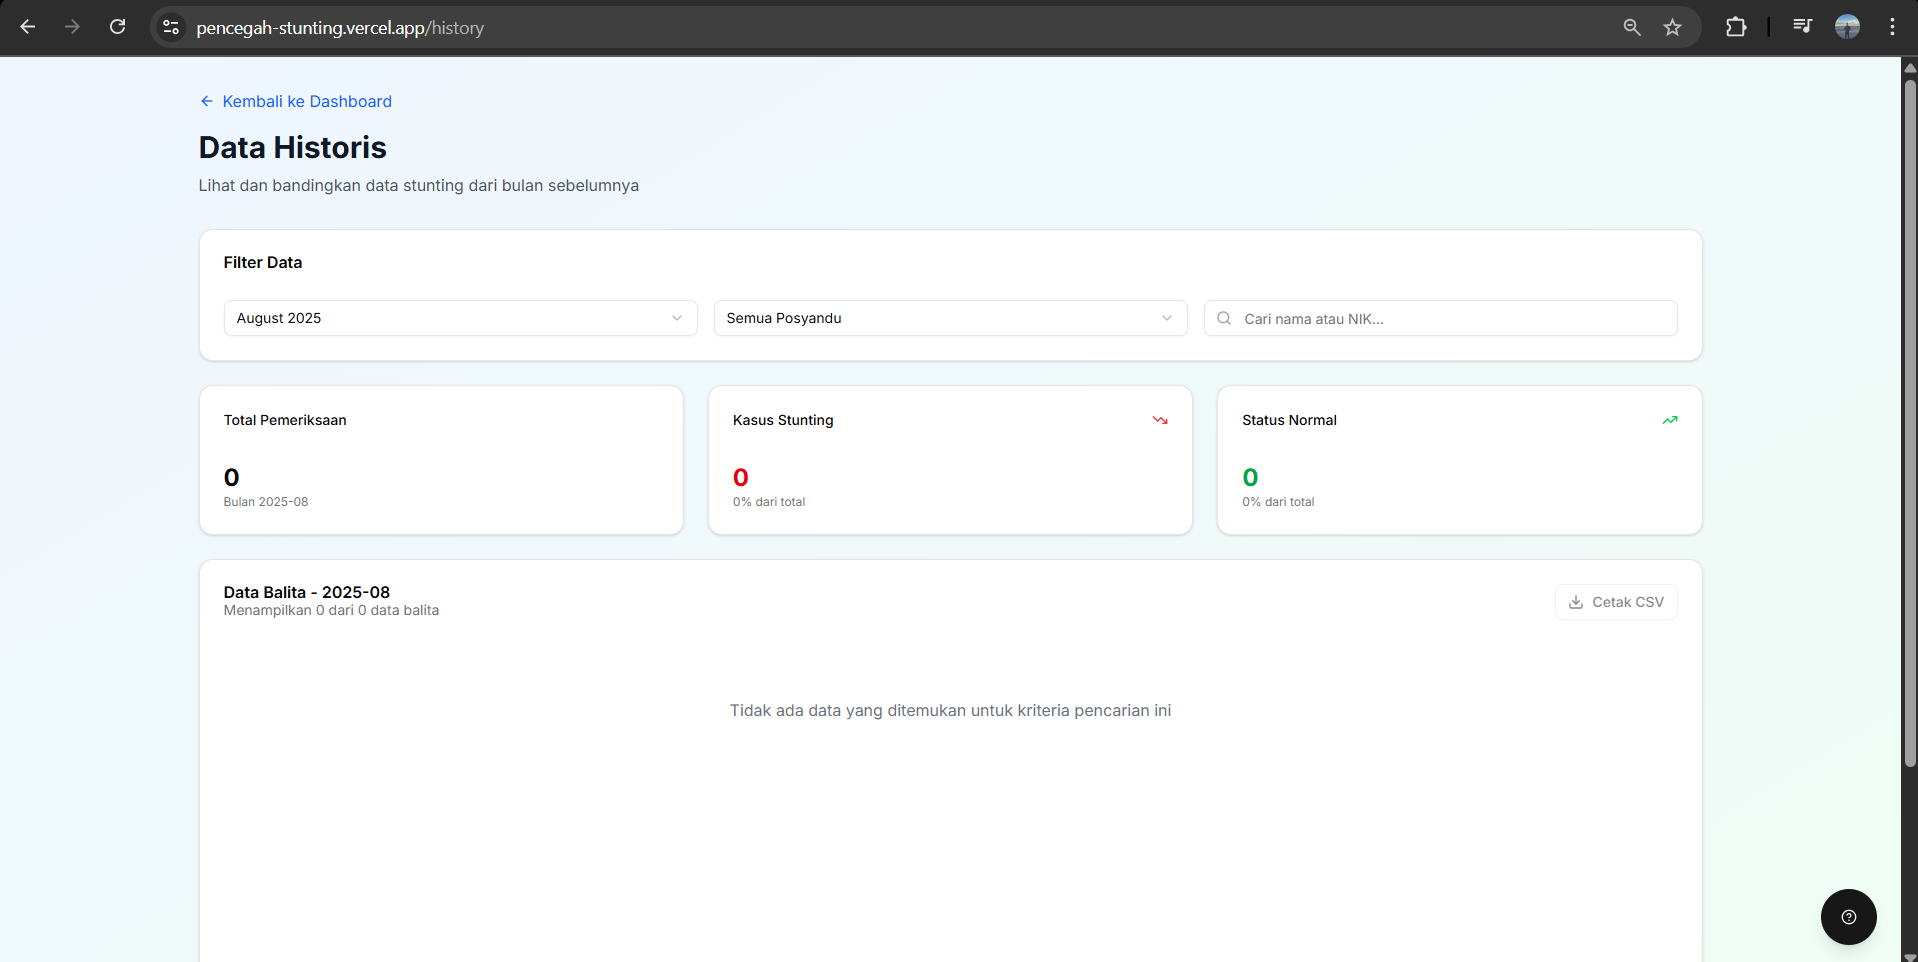 pencegah-stunting.vercel.app/history
Kembali ke Dashboard
Data Historis
Lihat dan bandingkan data stunting dari bulan sebelumnya
Filter Data
August 2025
Semua Posyandu
Cari nama atau NIK...
Total Pemeriksaan
0
Bulan 2025-08
Kasus Stunting
0
0% dari total
Status Normal
0
0% dari total
Data Balita - 2025-08
Menampilkan 0 dari 0 data balita
Cetak CSV
Tidak ada data yang ditemukan untuk kriteria pencarian ini